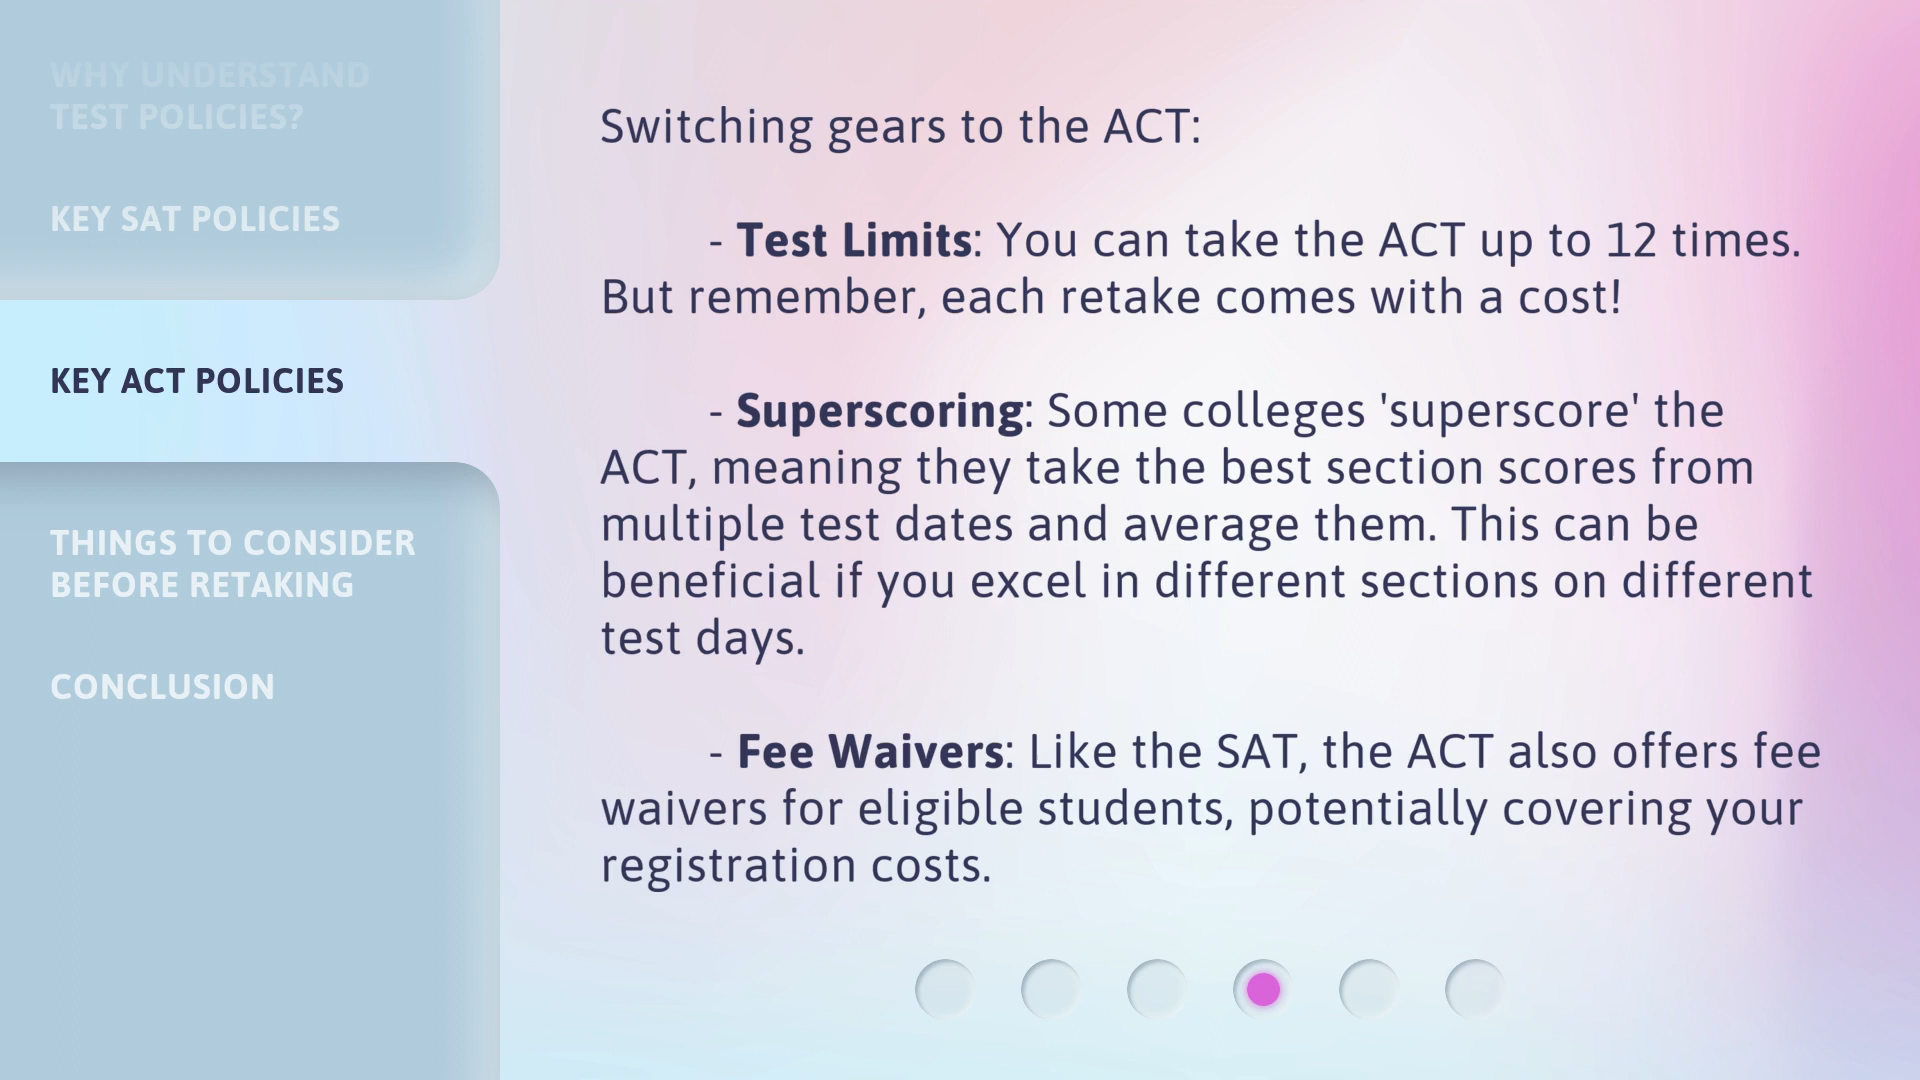 WHY UNDERSTAND
TEST POLICIES?
KEY SAT POLICIES
KEY ACT POLICIES
THINGS TO CONSIDER
BEFORE RETAKING
CONCLUSION
Switching gears to the ACT:
- Test Limits: You can take the ACT up to 12 times.
But remember, each retake comes with a cost!
- Superscoring: Some colleges 'superscore' the
ACT, meaning they take the best section scores from
multiple test dates and average them. This can be
beneficial if you excel in different sections on different
test days.
- Fee Waivers: Like the SAT, the ACT also offers fee
waivers for eligible students, potentially covering your
registration costs.